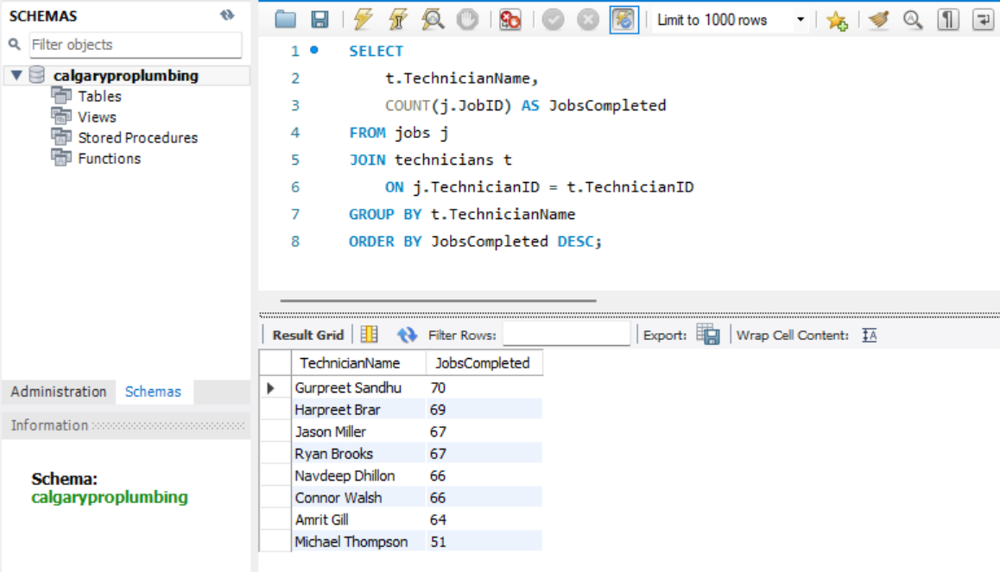 SCHEMAS
Filter objects
calgaryproplumbing
Tables
Views
Stored Procedures
Functions
Administration Schemas
Information
Schema:
calgaryproplumbing
Limit to 1000 rows
1 SELECT
2 t.TechnicianName,
3 COUNT(j.JobID) AS JobsCompleted
4 FROM jobs j
5 JOIN technicians t
6 ON j.TechnicianID = t.TechnicianID
7 GROUP BY t.TechnicianName
8 ORDER BY JobsCompleted DESC;
Result Grid Filter Rows: Export: Wrap Cell Content: IA
TechnicianName JobsCompleted
Gurpreet Sandhu 70
Harpreet Brar 69
Jason Miller 67
Ryan Brooks 67
Navdeep Dhillon 66
Connor Walsh 66
Amrit Gill 64
Michael Thompson 51